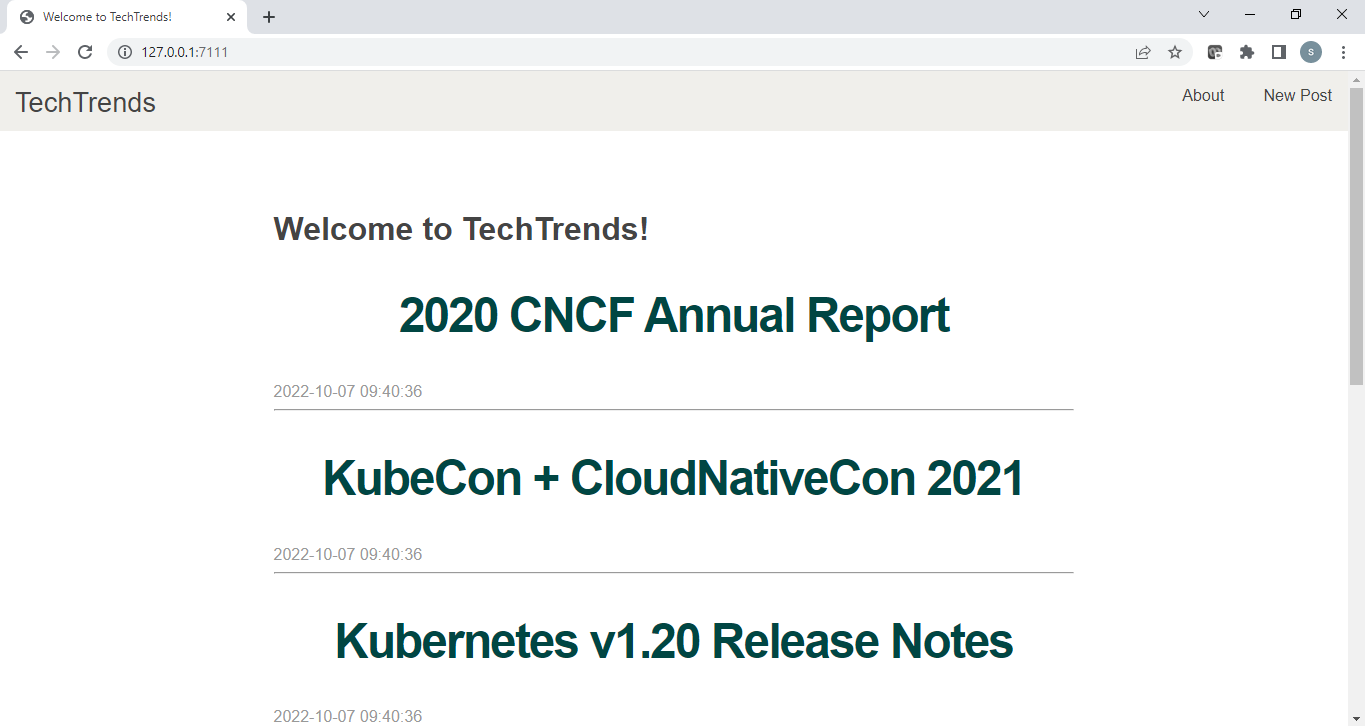 Welcome to TechTrends!
127.0.0.1:7111
S
TechTrends
About
New Post
Welcome to TechTrends!
2020 CNCF Annual Report
2022-10-07 09:40:36
KubeCon + CloudNativeCon 2021
2022-10-07 09:40:36
Kubernetes v1.20 Release Notes
2022-10-07 09:40:36